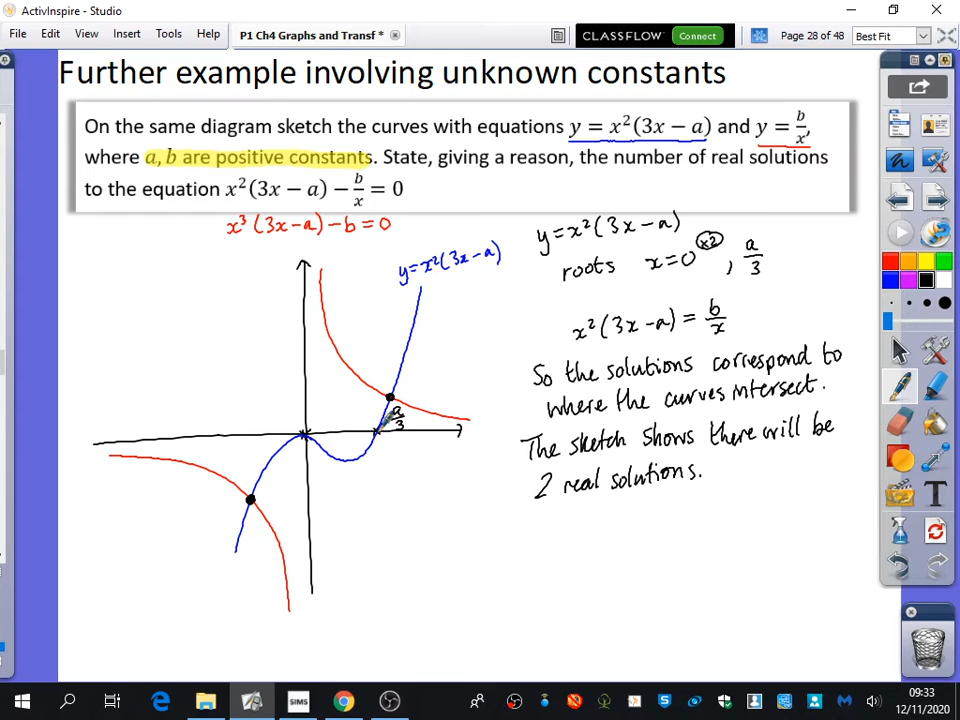 ActivInspire - Studio
File Edit View Insert Tools Help
P1 Ch4 Graphs and Transf *
CLASSFLOW Connect
Page 28 of 48
Best Fit
Further example involving unknown constants
On the same diagram sketch the curves with equations y = x²(3x − a) and y = b/x,
where a, b are positive constants. State, giving a reason, the number of real solutions
to the equation x²(3x − a) − b/x = 0
x³(3x−a)−b=0
y=x²(3x−a)
roots x=0 ×2, a/3
y=x²(3x−a)
x²(3x−a) = b/x
So the solutions correspond to
where the curves intersect.
a/3
The sketch shows there will be
2 real solutions.
SIMS
09:33
12/11/2020